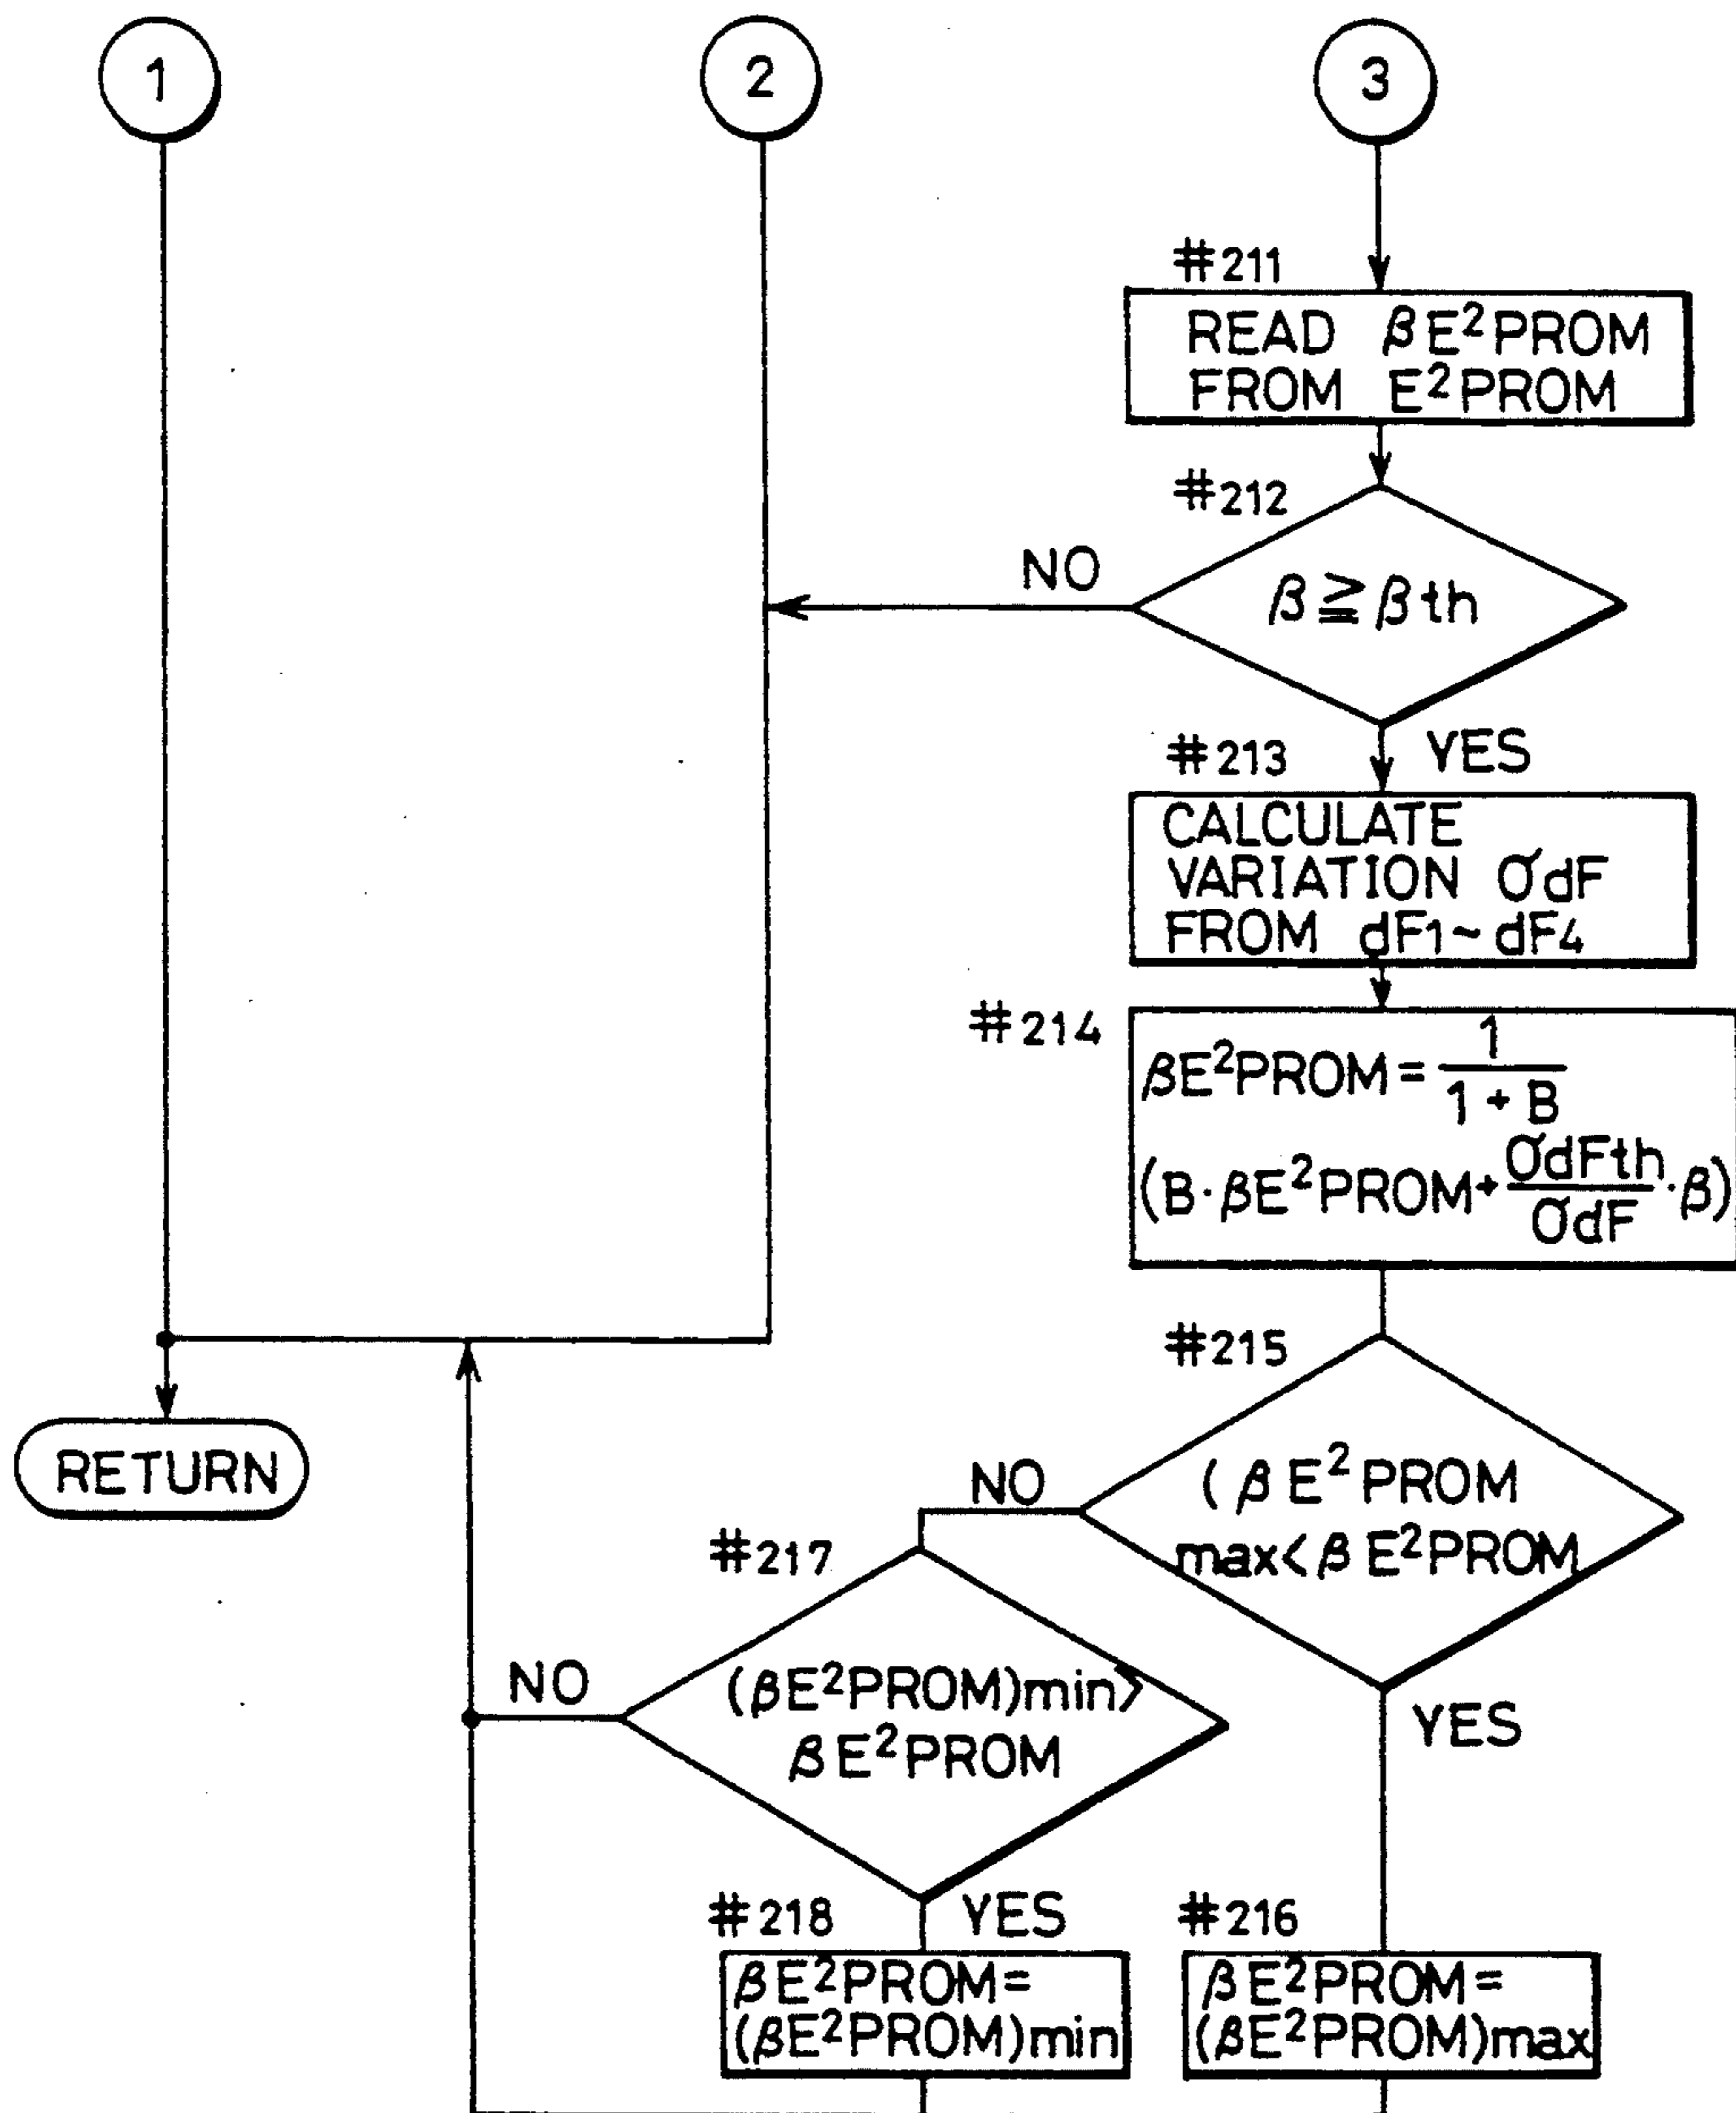 1
2
3
#211
READ βE²PROM
FROM E²PROM
#212
β≧βth
NO
YES
#213
CALCULATE
VARIATION σdF
FROM dF1~dF4
#214
βE²PROM = 1/(1+B)
(B·βE²PROM+σdFth/σdF·β)
#215
(βE²PROM
max<βE²PROM
NO
YES
RETURN
#217
(βE²PROM)min>
βE²PROM
NO
YES
#218
βE²PROM=
(βE²PROM)min
#216
βE²PROM=
(βE²PROM)max